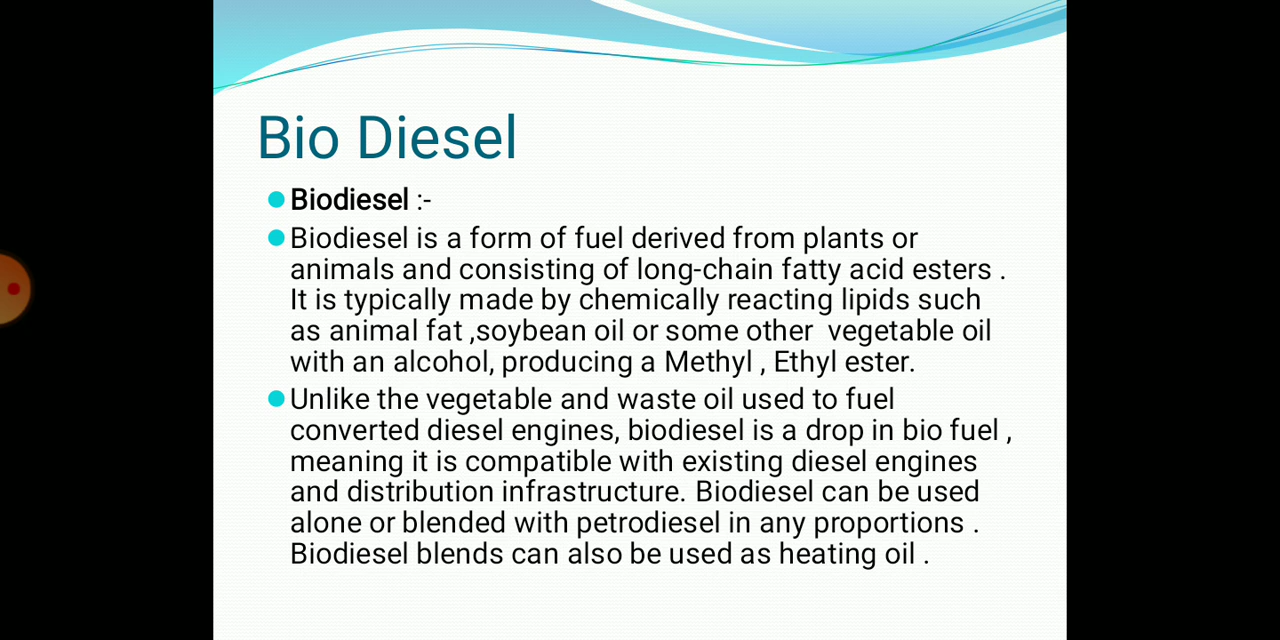 Bio Diesel
Biodiesel :-
Biodiesel is a form of fuel derived from plants or
animals and consisting of long-chain fatty acid esters .
It is typically made by chemically reacting lipids such
as animal fat ,soybean oil or some other  vegetable oil
with an alcohol, producing a Methyl , Ethyl ester.
Unlike the vegetable and waste oil used to fuel
converted diesel engines, biodiesel is a drop in bio fuel ,
meaning it is compatible with existing diesel engines
and distribution infrastructure. Biodiesel can be used
alone or blended with petrodiesel in any proportions .
Biodiesel blends can also be used as heating oil .